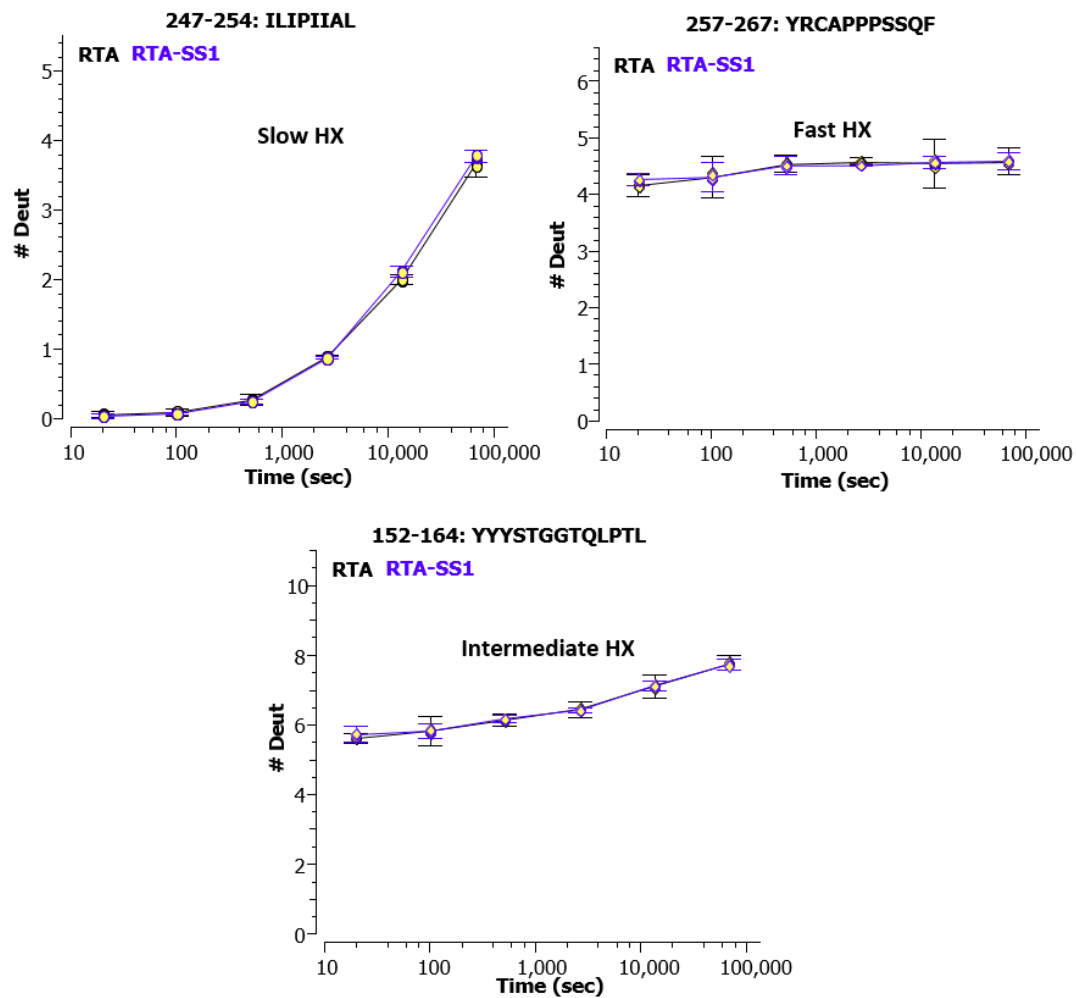 247-254: ILIPIIAL
RTA RTA-SS1
Slow HX
5
4
3
2
1
0
# Deut
10 100 1,000 10,000 100,000
Time (sec)
257-267: YRCAPPPSSQF
RTA RTA-SS1
Fast HX
6
5
4
3
2
1
0
# Deut
10 100 1,000 10,000 100,000
Time (sec)
152-164: YYYSTGGTQLPTL
RTA RTA-SS1
Intermediate HX
10
8
6
4
2
0
# Deut
10 100 1,000 10,000 100,000
Time (sec)